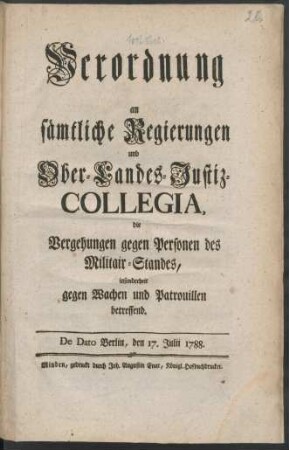 Verordnung
an
sämtliche Regierungen
und
Ober-Landes-Justiz-
COLLEGIA,
die
Vergehungen gegen Personen des
Militair-Standes,
insonderheit
gegen Wachen und Patrouillen
betreffend.
De Dato Berlin, den 17. Julii 1788.
Minden, gedruckt durch Joh. Augustin Enax, Königl. Hofbuchdrucker.